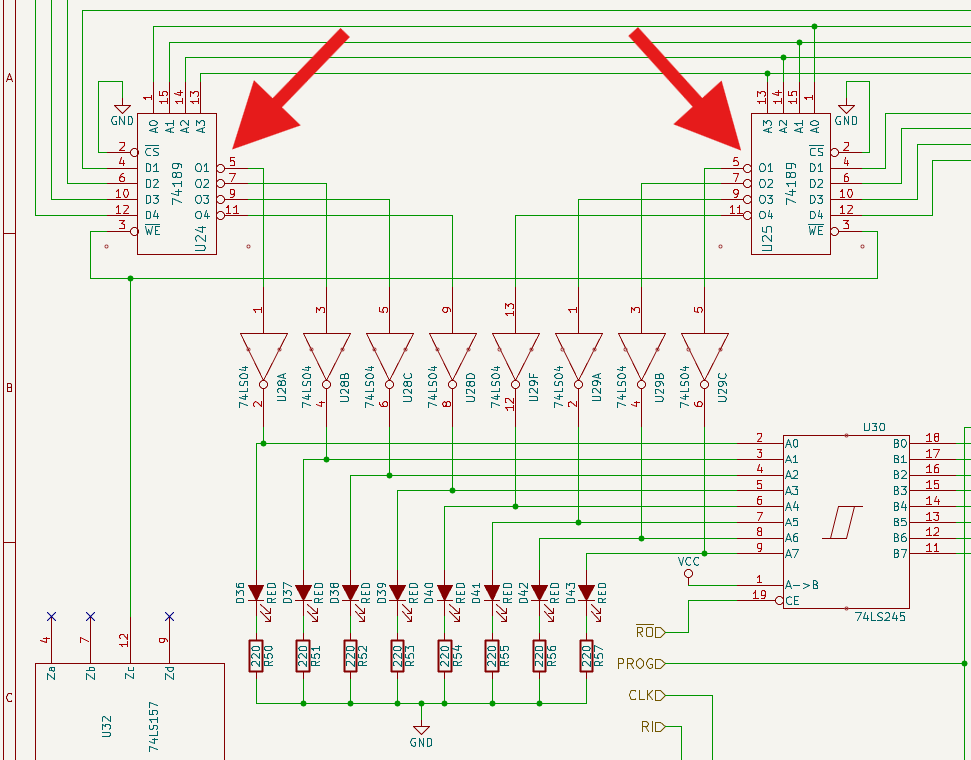 A
B
C
1 15 14 13
GND
A0 A1 A2 A3
2 CS
4 D1
6 D2
10 D3
12 D4
3 WE
74189
U24
O1 5
O2 7
O3 9
O4 11
13 14 15 1
GND
A3 A2 A1 A0
5 O1
7 O2
9 O3
11 O4
74189
U25
CS 2
D1 4
D2 6
D3 10
D4 12
WE 3
1 3 5 9 13 1 3 5
74LS04 U28A
74LS04 U28B
74LS04 U28C
74LS04 U28D
74LS04 U29F
74LS04 U29A
74LS04 U29B
74LS04 U29C
2 4 6 8 12 2 4 6
U30
2 A0 B0 18
3 A1 B1 17
4 A2 B2 16
5 A3 B3 15
6 A4 B4 14
7 A5 B5 13
8 A6 B6 12
9 A7 B7 11
VCC
1 A->B
19 CE
74LS245
D36 RED
D37 RED
D38 RED
D39 RED
D40 RED
D41 RED
D42 RED
D43 RED
220 R50
220 R51
220 R52
220 R53
220 R54
220 R55
220 R56
220 R57
GND
RO
PROG
CLK
RI
4 7 12 9
Za Zb Zc Zd
U32
74LS157